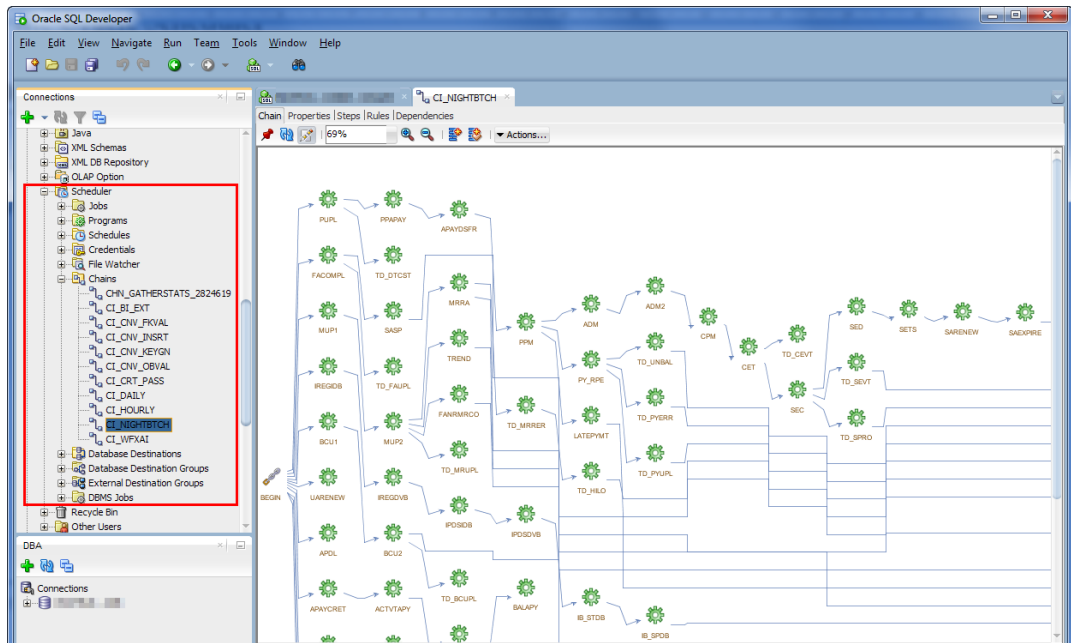 Oracle SQL Developer
File Edit View Navigate Run Team Tools Window Help
Connections
CI_NIGHTBTCH
Chain Properties Steps Rules Dependencies
69%
Actions...
Java
XML Schemas
XML DB Repository
OLAP Option
Scheduler
Jobs
Programs
Schedules
Credentials
File Watcher
Chains
CHN_GATHERSTATS_2824619
CI_BI_EXT
CI_CNV_FKVAL
CI_CNV_INSRT
CI_CNV_KEYGN
CI_CNV_OBVAL
CI_CRT_PASS
CI_DAILY
CI_HOURLY
CI_NIGHTBTCH
CI_WFXAI
Database Destinations
Database Destination Groups
External Destination Groups
DBMS Jobs
Recycle Bin
Other Users
DBA
Connections
PUPL PPAPAY APAYDSFR
FACOMPL TD_DTCST
MRRA ADM ADM2
MUP1 SASP PPM CPM TD_CEVT SED SETS SARENEW SAEXPIRE
TREND PY_RPE TD_UNBAL CET
IREGIDB TD_FAUPL FANRMRCO TD_MRRER SEC TD_SEVT
BCU1 MUP2 LATEPYMT TD_PYERR TD_SPRO
TD_MRUPL TD_HILO TD_PYUPL
BEGIN UARENEW IREGDVB
IPDSIDB IPDSDVB
APDL BCU2
APAYCRET ACTVTAPY TD_BCUPL BALAPY IB_STDB
IB_SPDB